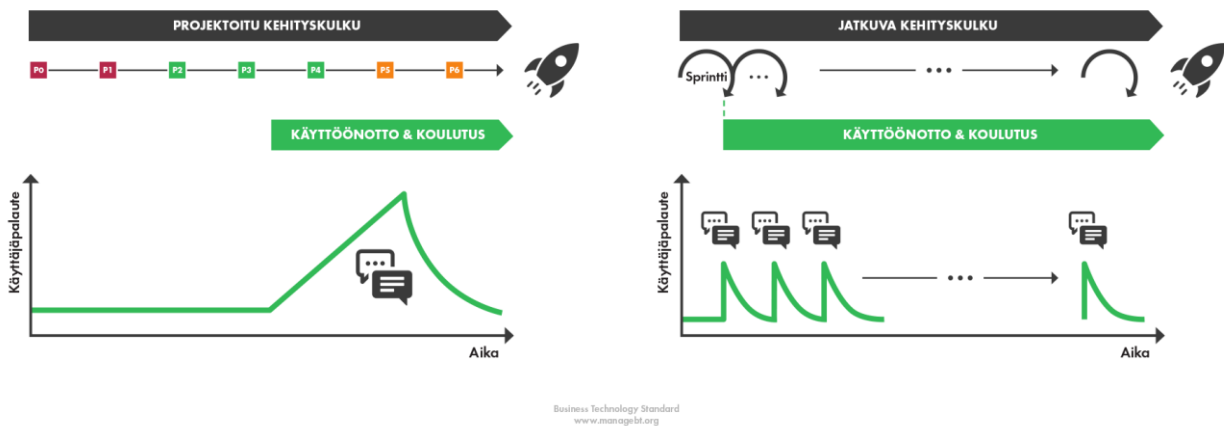 PROJEKTOITU KEHITYSKULKU
P0 P1 P2 P3 P4 P5 P6
KÄYTTÖÖNOTTO & KOULUTUS
Käyttäjäpalaute
Aika
JATKUVA KEHITYSKULKU
Sprintti
KÄYTTÖÖNOTTO & KOULUTUS
Käyttäjäpalaute
Aika
Business Technology Standard
www.managebt.org